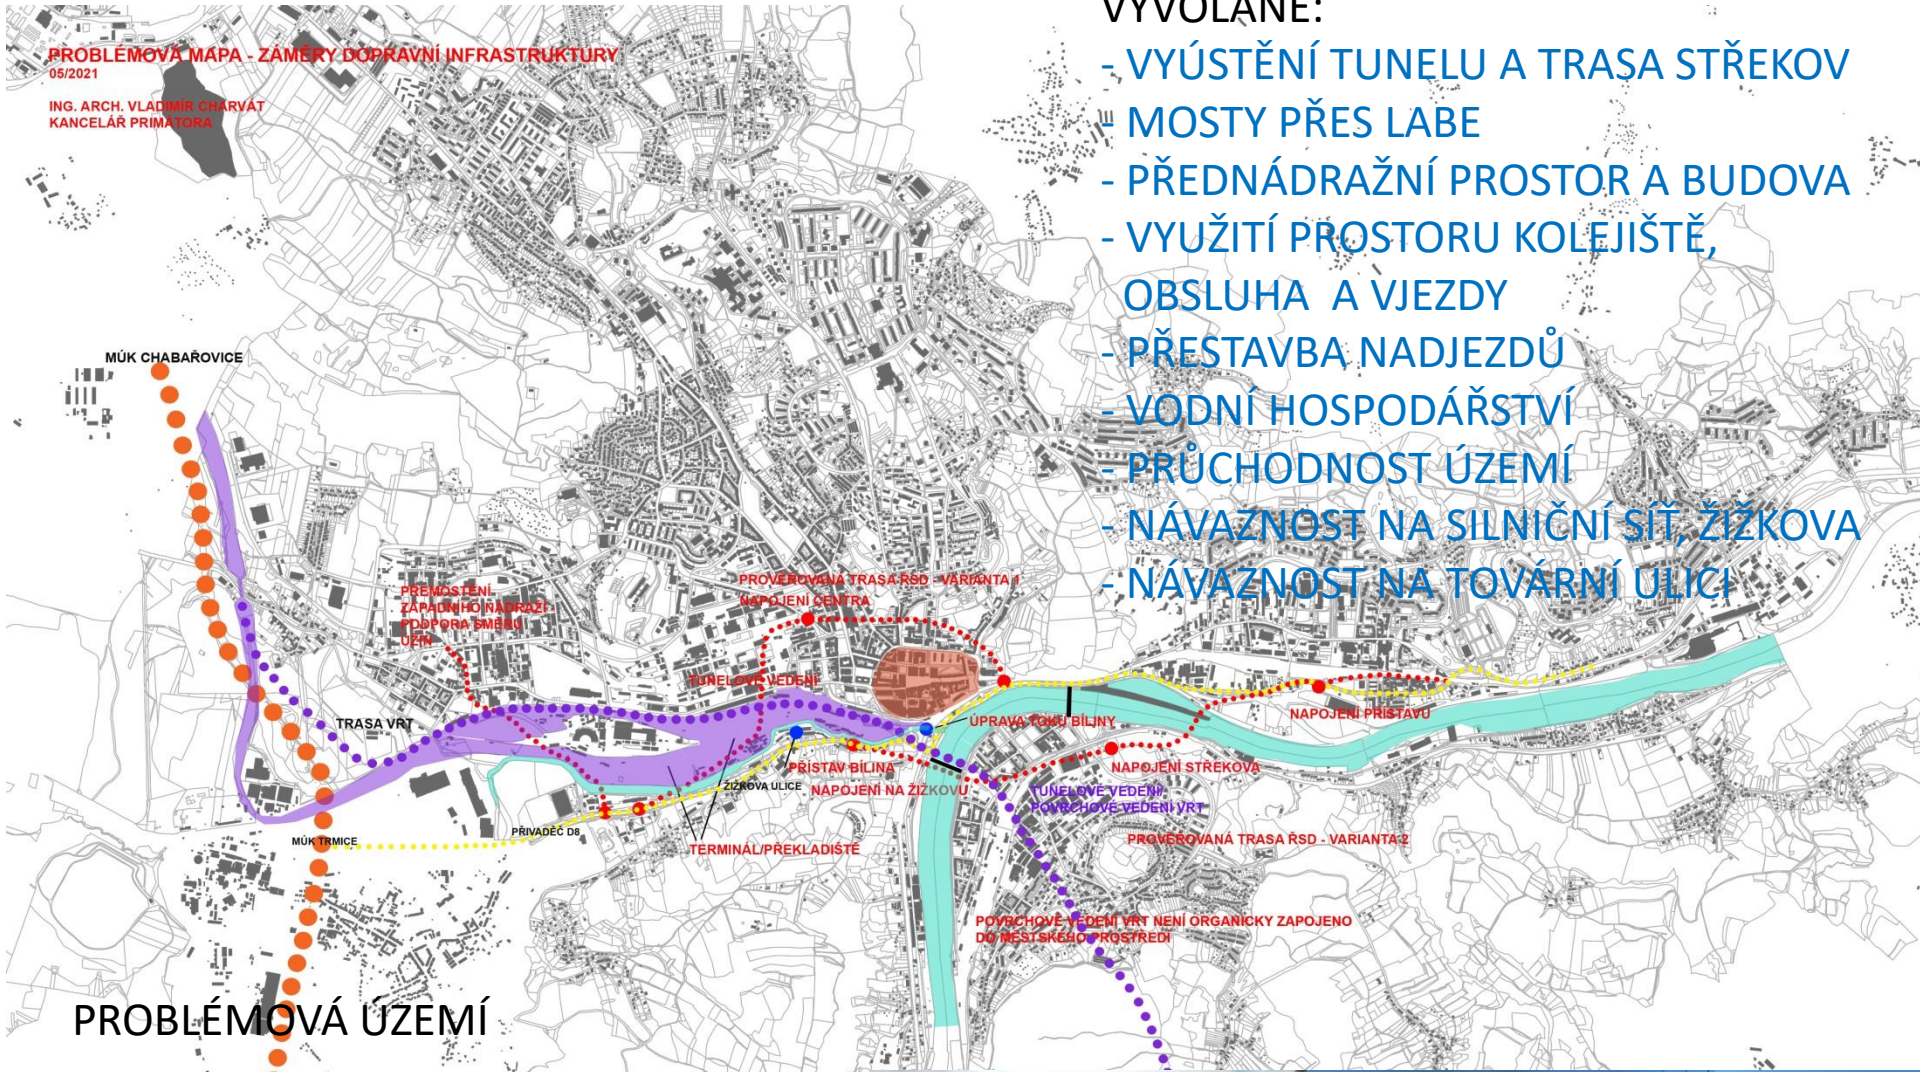 VYVOLANÉ:
- VYÚSTĚNÍ TUNELU A TRASA STŘEKOV
- MOSTY PŘES LABE
- PŘEDNÁDRAŽNÍ PROSTOR A BUDOVA
- VYUŽITÍ PROSTORU KOLEJIŠTĚ,
OBSLUHA A VJEZDY
- PŘESTAVBA NADJEZDŮ
- VODNÍ HOSPODÁŘSTVÍ
- PRŮCHODNOST ÚZEMÍ
- NÁVAZNOST NA SILNIČNÍ SÍŤ, ŽIŽKOVA
- NÁVAZNOST NA TOVÁRNÍ ULICI
PROBLÉMOVÁ MAPA - ZÁMĚRY DOPRAVNÍ INFRASTRUKTURY
05/2021
ING. ARCH. VLADIMÍR CHARVÁT
KANCELÁŘ PRIMÁTORA
MÚK CHABAŘOVICE
PŘEMOSTĚNÍ
ZÁPADNÍHO NÁDRAŽÍ -
PODPORA SMĚRU
UŽÍN
PROVĚŘOVANÁ TRASA ŘSD - VARIANTA 1
NAPOJENÍ CENTRA
TUNELOVÉ VEDENÍ
TRASA VRT
ÚPRAVA TOKU BÍLINY
NAPOJENÍ PŘÍSTAVU
PŘÍSTAV BÍLINA
NAPOJENÍ STŘEKOVA
ŽIŽKOVA ULICE
NAPOJENÍ NA ŽIŽKOVU
TUNELOVÉ VEDENÍ/
POVRCHOVÉ VEDENÍ VRT
PŘIVADĚČ D8
MÚK TRMICE
TERMINÁL/PŘEKLADIŠTĚ
PROVĚŘOVANÁ TRASA ŘSD - VARIANTA 2
POVRCHOVÉ VEDENÍ VRT NENÍ ORGANICKY ZAPOJENO
DO MĚSTSKÉHO PROSTŘEDÍ
PROBLÉMOVÁ ÚZEMÍ